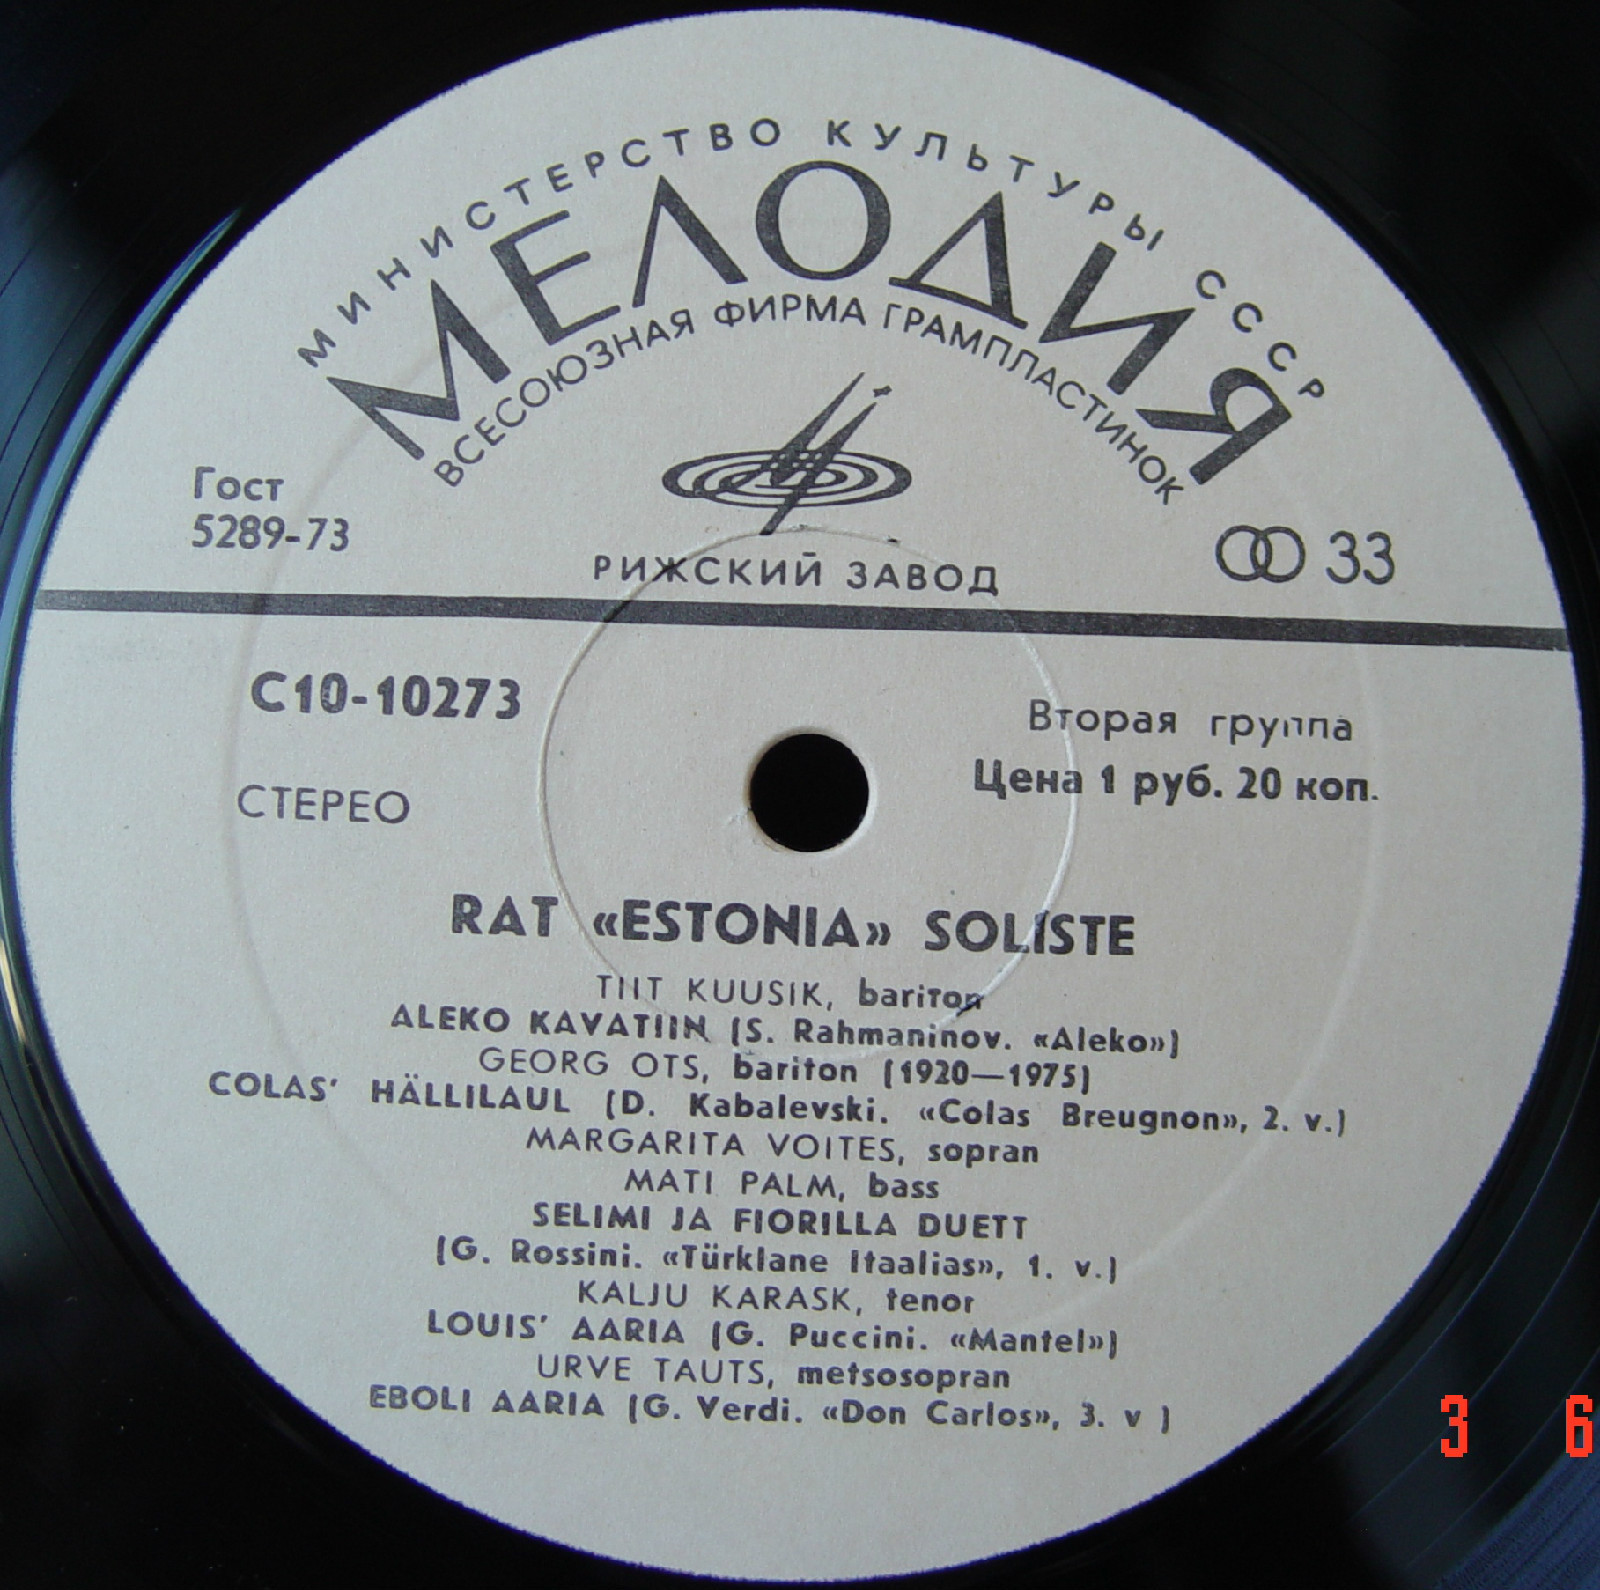 МИНИСТЕРСТВО КУЛЬТУРЫ СССР
МЕЛОДИЯ
ВСЕСОЮЗНАЯ ФИРМА ГРАМПЛАСТИНОК
Гост
5289-73
РИЖСКИЙ ЗАВОД
33
С10-10273
СТЕРЕО
Вторая группа
Цена 1 руб. 20 коп.
RAT «ESTONIA» SOLISTE
TIIT KUUSIK, bariton
ALEKO KAVATIIN (S. Rahmaninov. «Aleko»)
GEORG OTS, bariton (1920—1975)
COLAS' HÄLLILAUL (D. Kabalevski. «Colas Breugnon», 2. v.)
MARGARITA VOITES, sopran
MATI PALM, bass
SELIMI JA FIORILLA DUETT
(G. Rossini. «Türklane Itaalias», 1. v.)
KALJU KARASK, tenor
LOUIS' AARIA (G. Puccini. «Mantel»)
URVE TAUTS, metsosopran
EBOLI AARIA (G. Verdi. «Don Carlos», 3. v )
3 6